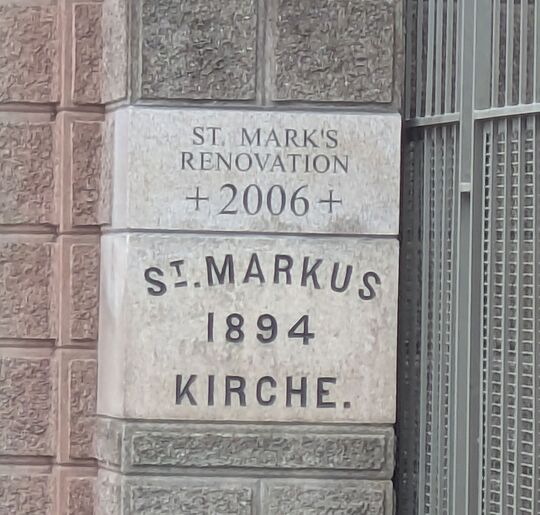 ST. MARK'S
RENOVATION
+ 2006 +
ST. MARKUS
1894
KIRCHE.